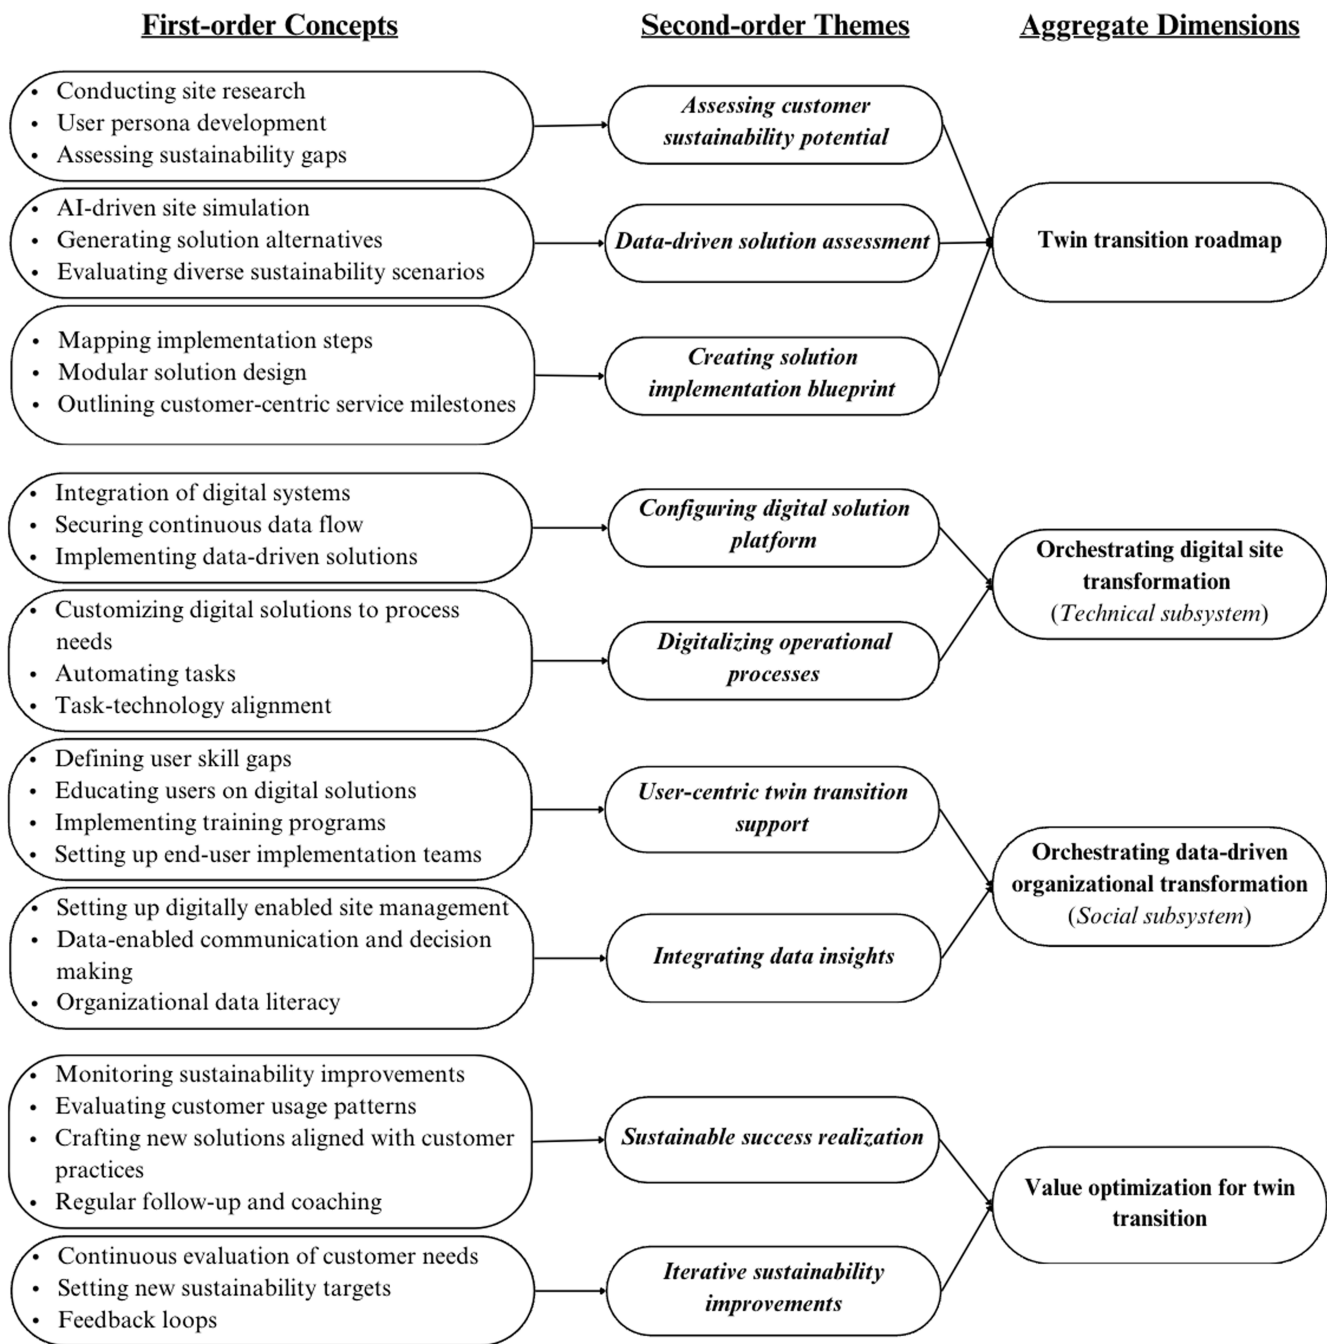 First-order Concepts
Second-order Themes
Aggregate Dimensions
• Conducting site research
• User persona development
• Assessing sustainability gaps
Assessing customer
sustainability potential
• AI-driven site simulation
• Generating solution alternatives
• Evaluating diverse sustainability scenarios
Data-driven solution assessment
• Mapping implementation steps
• Modular solution design
• Outlining customer-centric service milestones
Creating solution
implementation blueprint
Twin transition roadmap
• Integration of digital systems
• Securing continuous data flow
• Implementing data-driven solutions
Configuring digital solution
platform
• Customizing digital solutions to process
needs
• Automating tasks
• Task-technology alignment
Digitalizing operational
processes
Orchestrating digital site
transformation
(Technical subsystem)
• Defining user skill gaps
• Educating users on digital solutions
• Implementing training programs
• Setting up end-user implementation teams
User-centric twin transition
support
• Setting up digitally enabled site management
• Data-enabled communication and decision
making
• Organizational data literacy
Integrating data insights
Orchestrating data-driven
organizational transformation
(Social subsystem)
• Monitoring sustainability improvements
• Evaluating customer usage patterns
• Crafting new solutions aligned with customer
practices
• Regular follow-up and coaching
Sustainable success realization
• Continuous evaluation of customer needs
• Setting new sustainability targets
• Feedback loops
Iterative sustainability
improvements
Value optimization for twin
transition